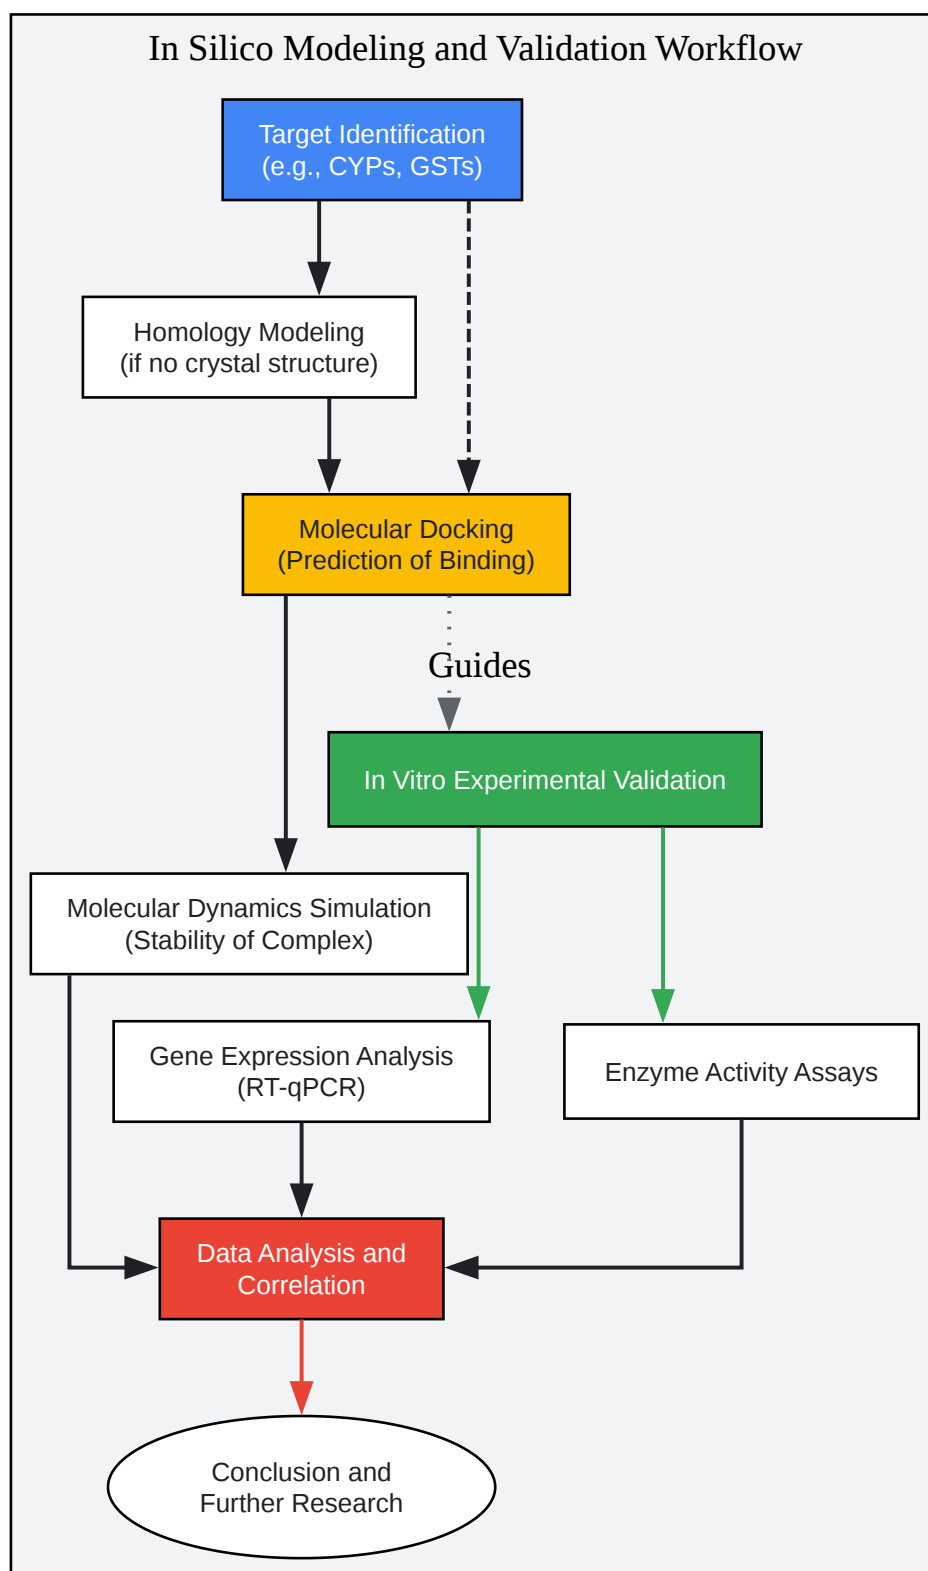 In Silico Modeling and Validation Workflow
Target Identification
(e.g., CYPs, GSTs)
Homology Modeling
(if no crystal structure)
Molecular Docking
(Prediction of Binding)
Guides
In Vitro Experimental Validation
Molecular Dynamics Simulation
(Stability of Complex)
Gene Expression Analysis
(RT-qPCR)
Enzyme Activity Assays
Data Analysis and
Correlation
Conclusion and
Further Research